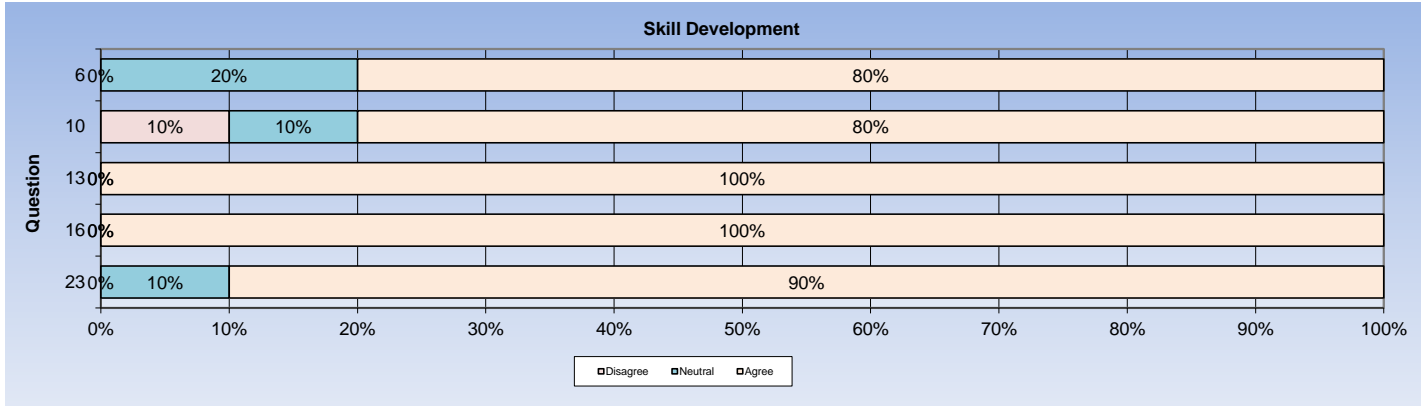 Skill Development
Question
6 0% 20% 80%
10 10% 10% 80%
13 0% 100%
16 0% 100%
23 0% 10% 90%
0% 10% 20% 30% 40% 50% 60% 70% 80% 90% 100%
Disagree Neutral Agree